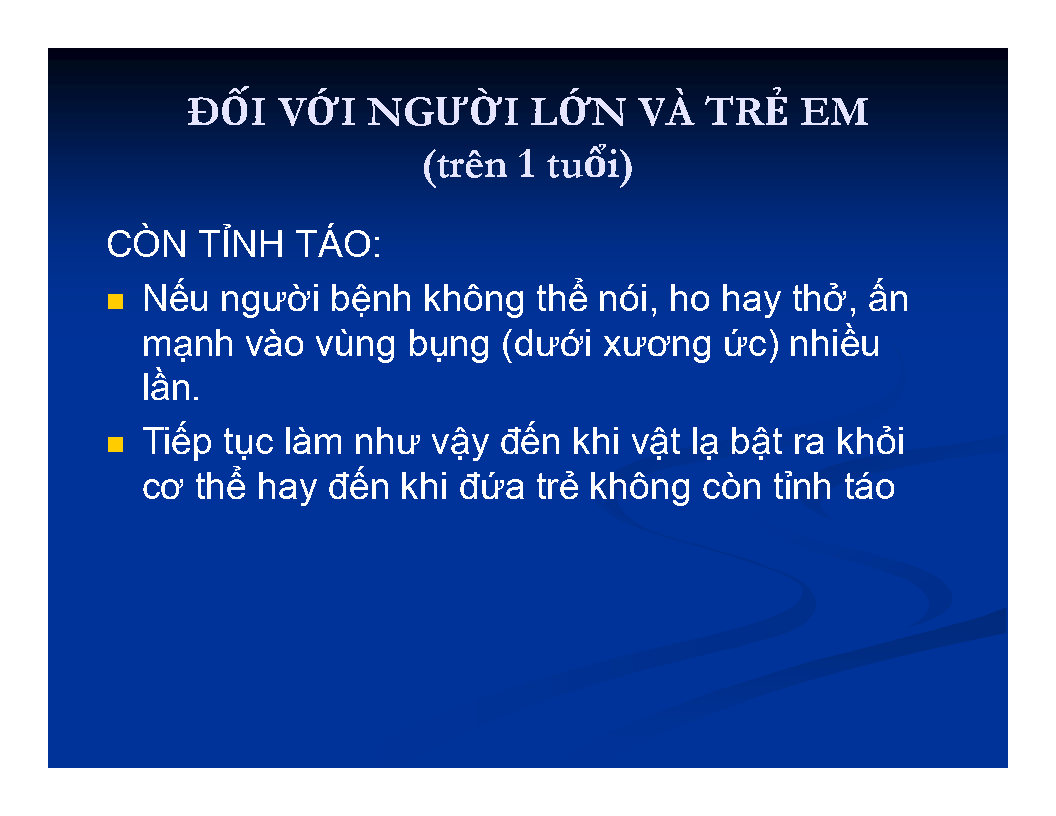 ĐỐI VỚI NGƯỜI LỚN VÀ TRẺ EM
(trên 1 tuổi)
CÒN TỈNH TÁO:
Nếu người bệnh không thể nói, ho hay thở, ấn
mạnh vào vùng bụng (dưới xương ức) nhiều
lần.
Tiếp tục làm như vậy đến khi vật lạ bật ra khỏi
cơ thể hay đến khi đứa trẻ không còn tỉnh táo